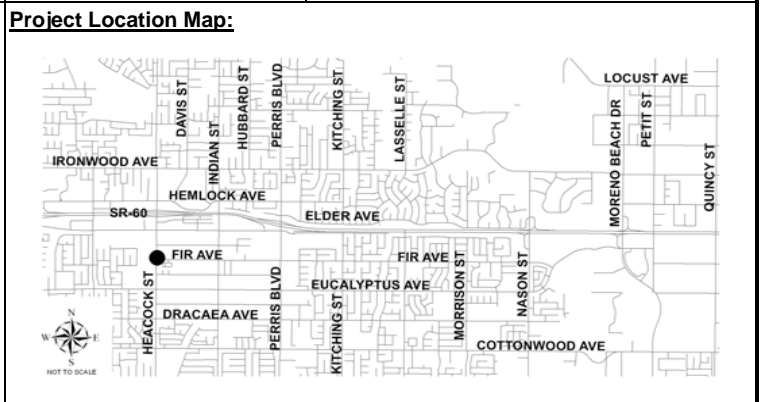 Project Location Map:
LOCUST AVE
DAVIS ST
INDIAN ST
HUBBARD ST
PERRIS BLVD
KITCHING ST
LASSELLE ST
MORENO BEACH DR
PETIT ST
QUINCY ST
IRONWOOD AVE
HEMLOCK AVE
SR-60
ELDER AVE
FIR AVE
FIR AVE
HEACOCK ST
PERRIS BLVD
EUCALYPTUS AVE
KITCHING ST
MORRISON ST
NASON ST
DRACAEA AVE
COTTONWOOD AVE
N
W
E
S
NOT TO SCALE